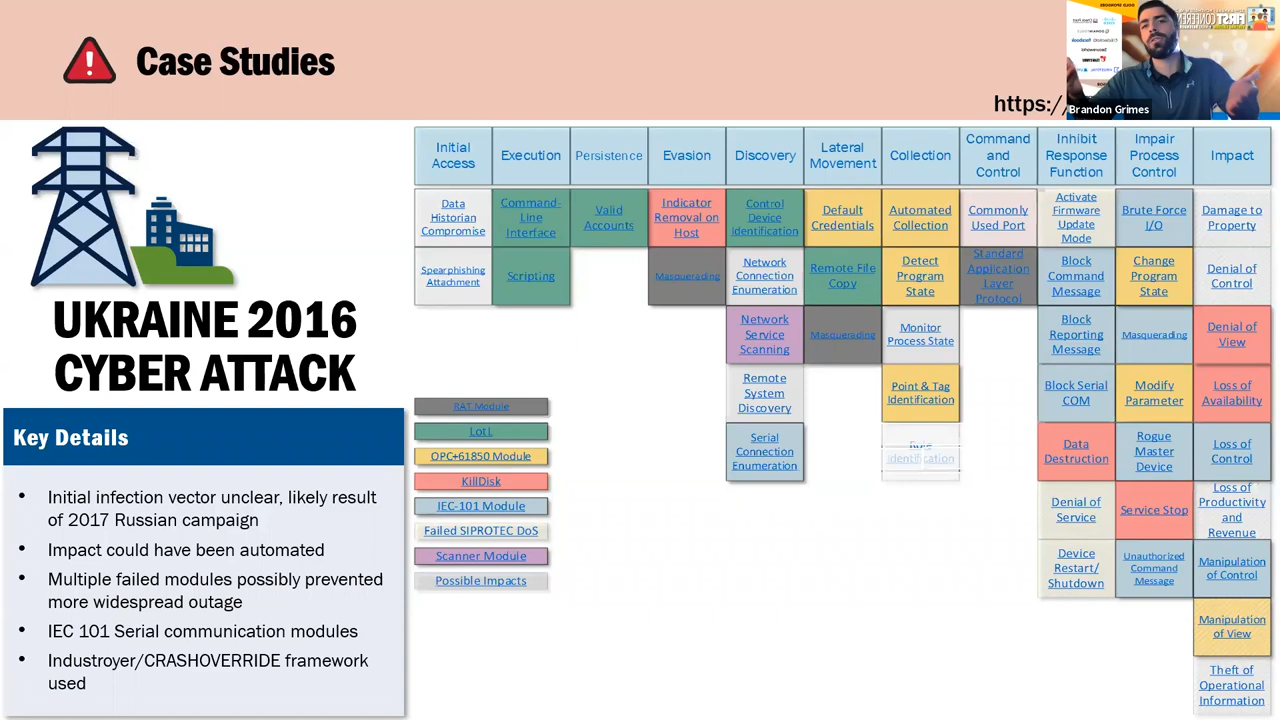 Case Studies
https:/
Brandon Grimes
UKRAINE 2016
CYBER ATTACK
Key Details
• Initial infection vector unclear, likely result
of 2017 Russian campaign
• Impact could have been automated
• Multiple failed modules possibly prevented
more widespread outage
• IEC 101 Serial communication modules
• Industroyer/CRASHOVERRIDE framework
used
RAT Module
LotL
OPC+61850 Module
KillDisk
IEC-101 Module
Failed SIPROTEC DoS
Scanner Module
Possible Impacts
Initial
Access
Execution
Persistence
Evasion
Discovery
Lateral
Movement
Collection
Command
and
Control
Inhibit
Response
Function
Impair
Process
Control
Impact
Data
Historian
Compromise
Spearphishing
Attachment
Command-
Line
Interface
Scripting
Valid
Accounts
Indicator
Removal on
Host
Masquerading
Control
Device
Identification
Network
Connection
Enumeration
Network
Service
Scanning
Remote
System
Discovery
Serial
Connection
Enumeration
Default
Credentials
Remote File
Copy
Masquerading
Automated
Collection
Detect
Program
State
Monitor
Process State
Point & Tag
Identification
Identification
Commonly
Used Port
Standard
Application
Layer
Protocol
Activate
Firmware
Update
Mode
Block
Command
Message
Block
Reporting
Message
Block Serial
COM
Data
Destruction
Denial of
Service
Device
Restart/
Shutdown
Brute Force
I/O
Change
Program
State
Masquerading
Modify
Parameter
Rogue
Master
Device
Service Stop
Unauthorized
Command
Message
Damage to
Property
Denial of
Control
Denial of
View
Loss of
Availability
Loss of
Control
Loss of
Productivity
and
Revenue
Manipulation
of Control
Manipulation
of View
Theft of
Operational
Information